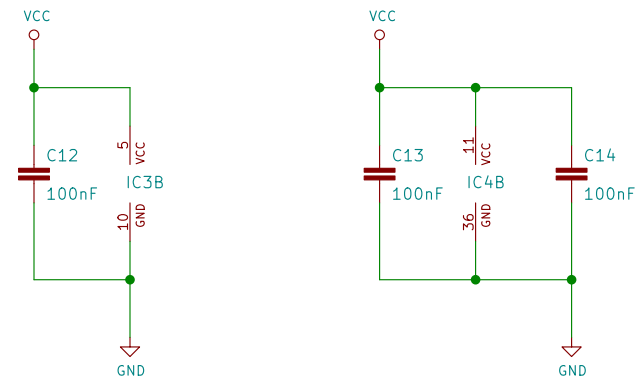 VCC
VCC
C12
5
VCC
IC3B
100nF
10
GND
GND
C13
11
VCC
C14
IC4B
100nF
100nF
36
GND
GND